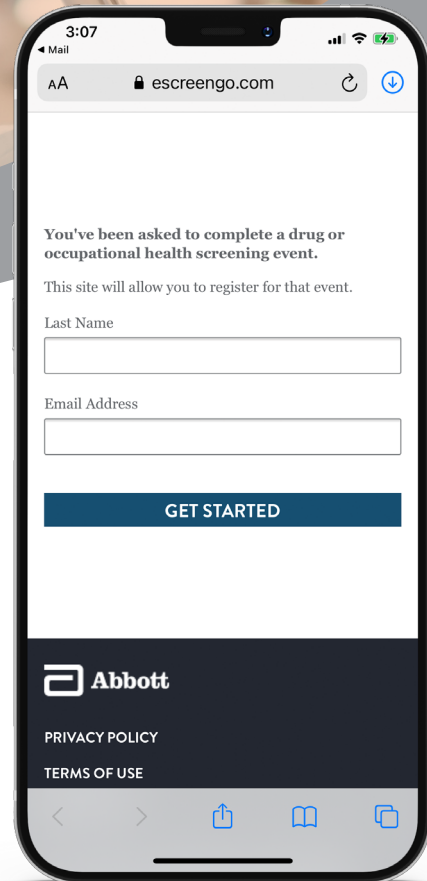 3:07
Mail
AA escreengo.com
You've been asked to complete a drug or
occupational health screening event.
This site will allow you to register for that event.
Last Name
Email Address
GET STARTED
Abbott
PRIVACY POLICY
TERMS OF USE